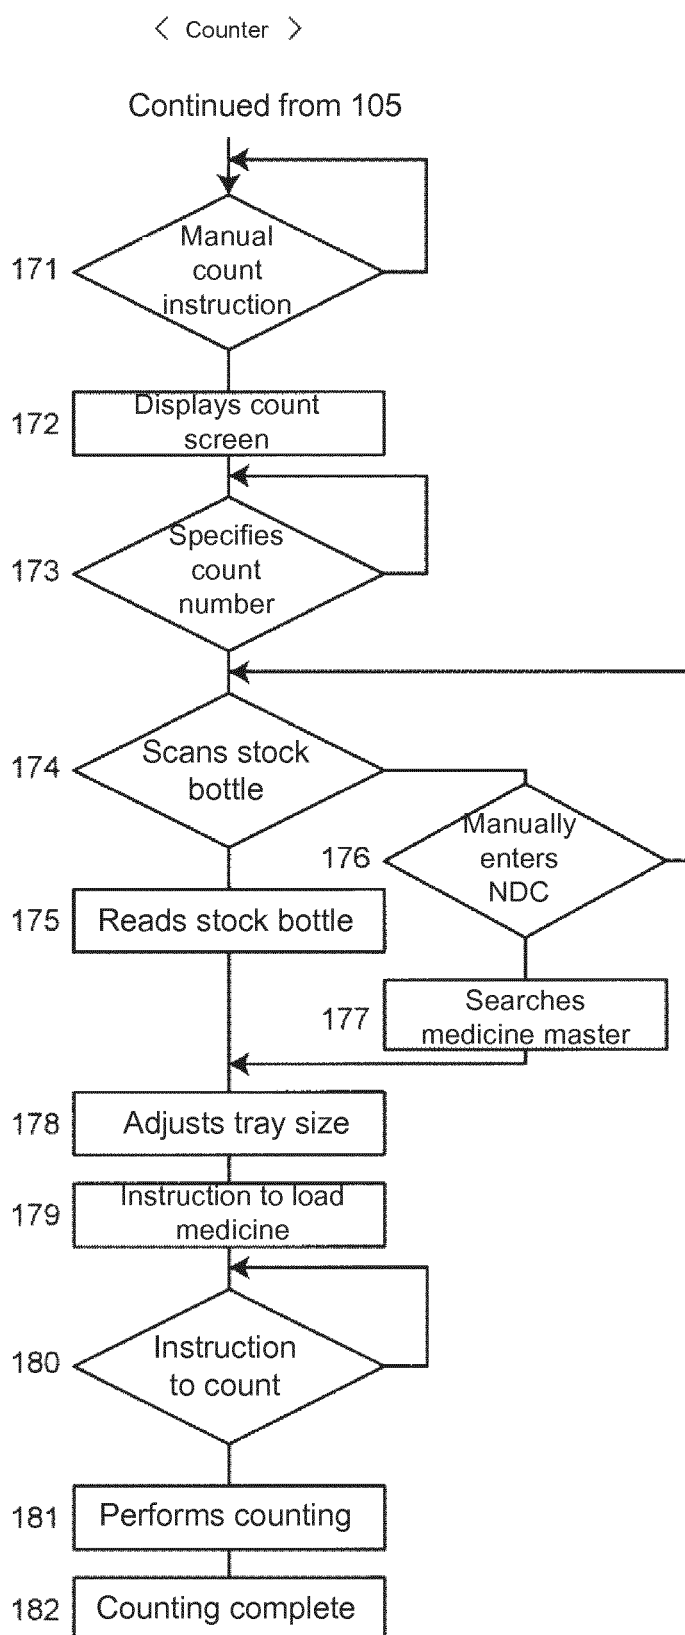 < Counter >
Continued from 105
171
Manual
count
instruction
172
Displays count
screen
173
Specifies
count
number
174
Scans stock
bottle
176
Manually
enters
NDC
175
Reads stock bottle
177
Searches
medicine master
178
Adjusts tray size
179
Instruction to load
medicine
180
Instruction
to count
181
Performs counting
182
Counting complete